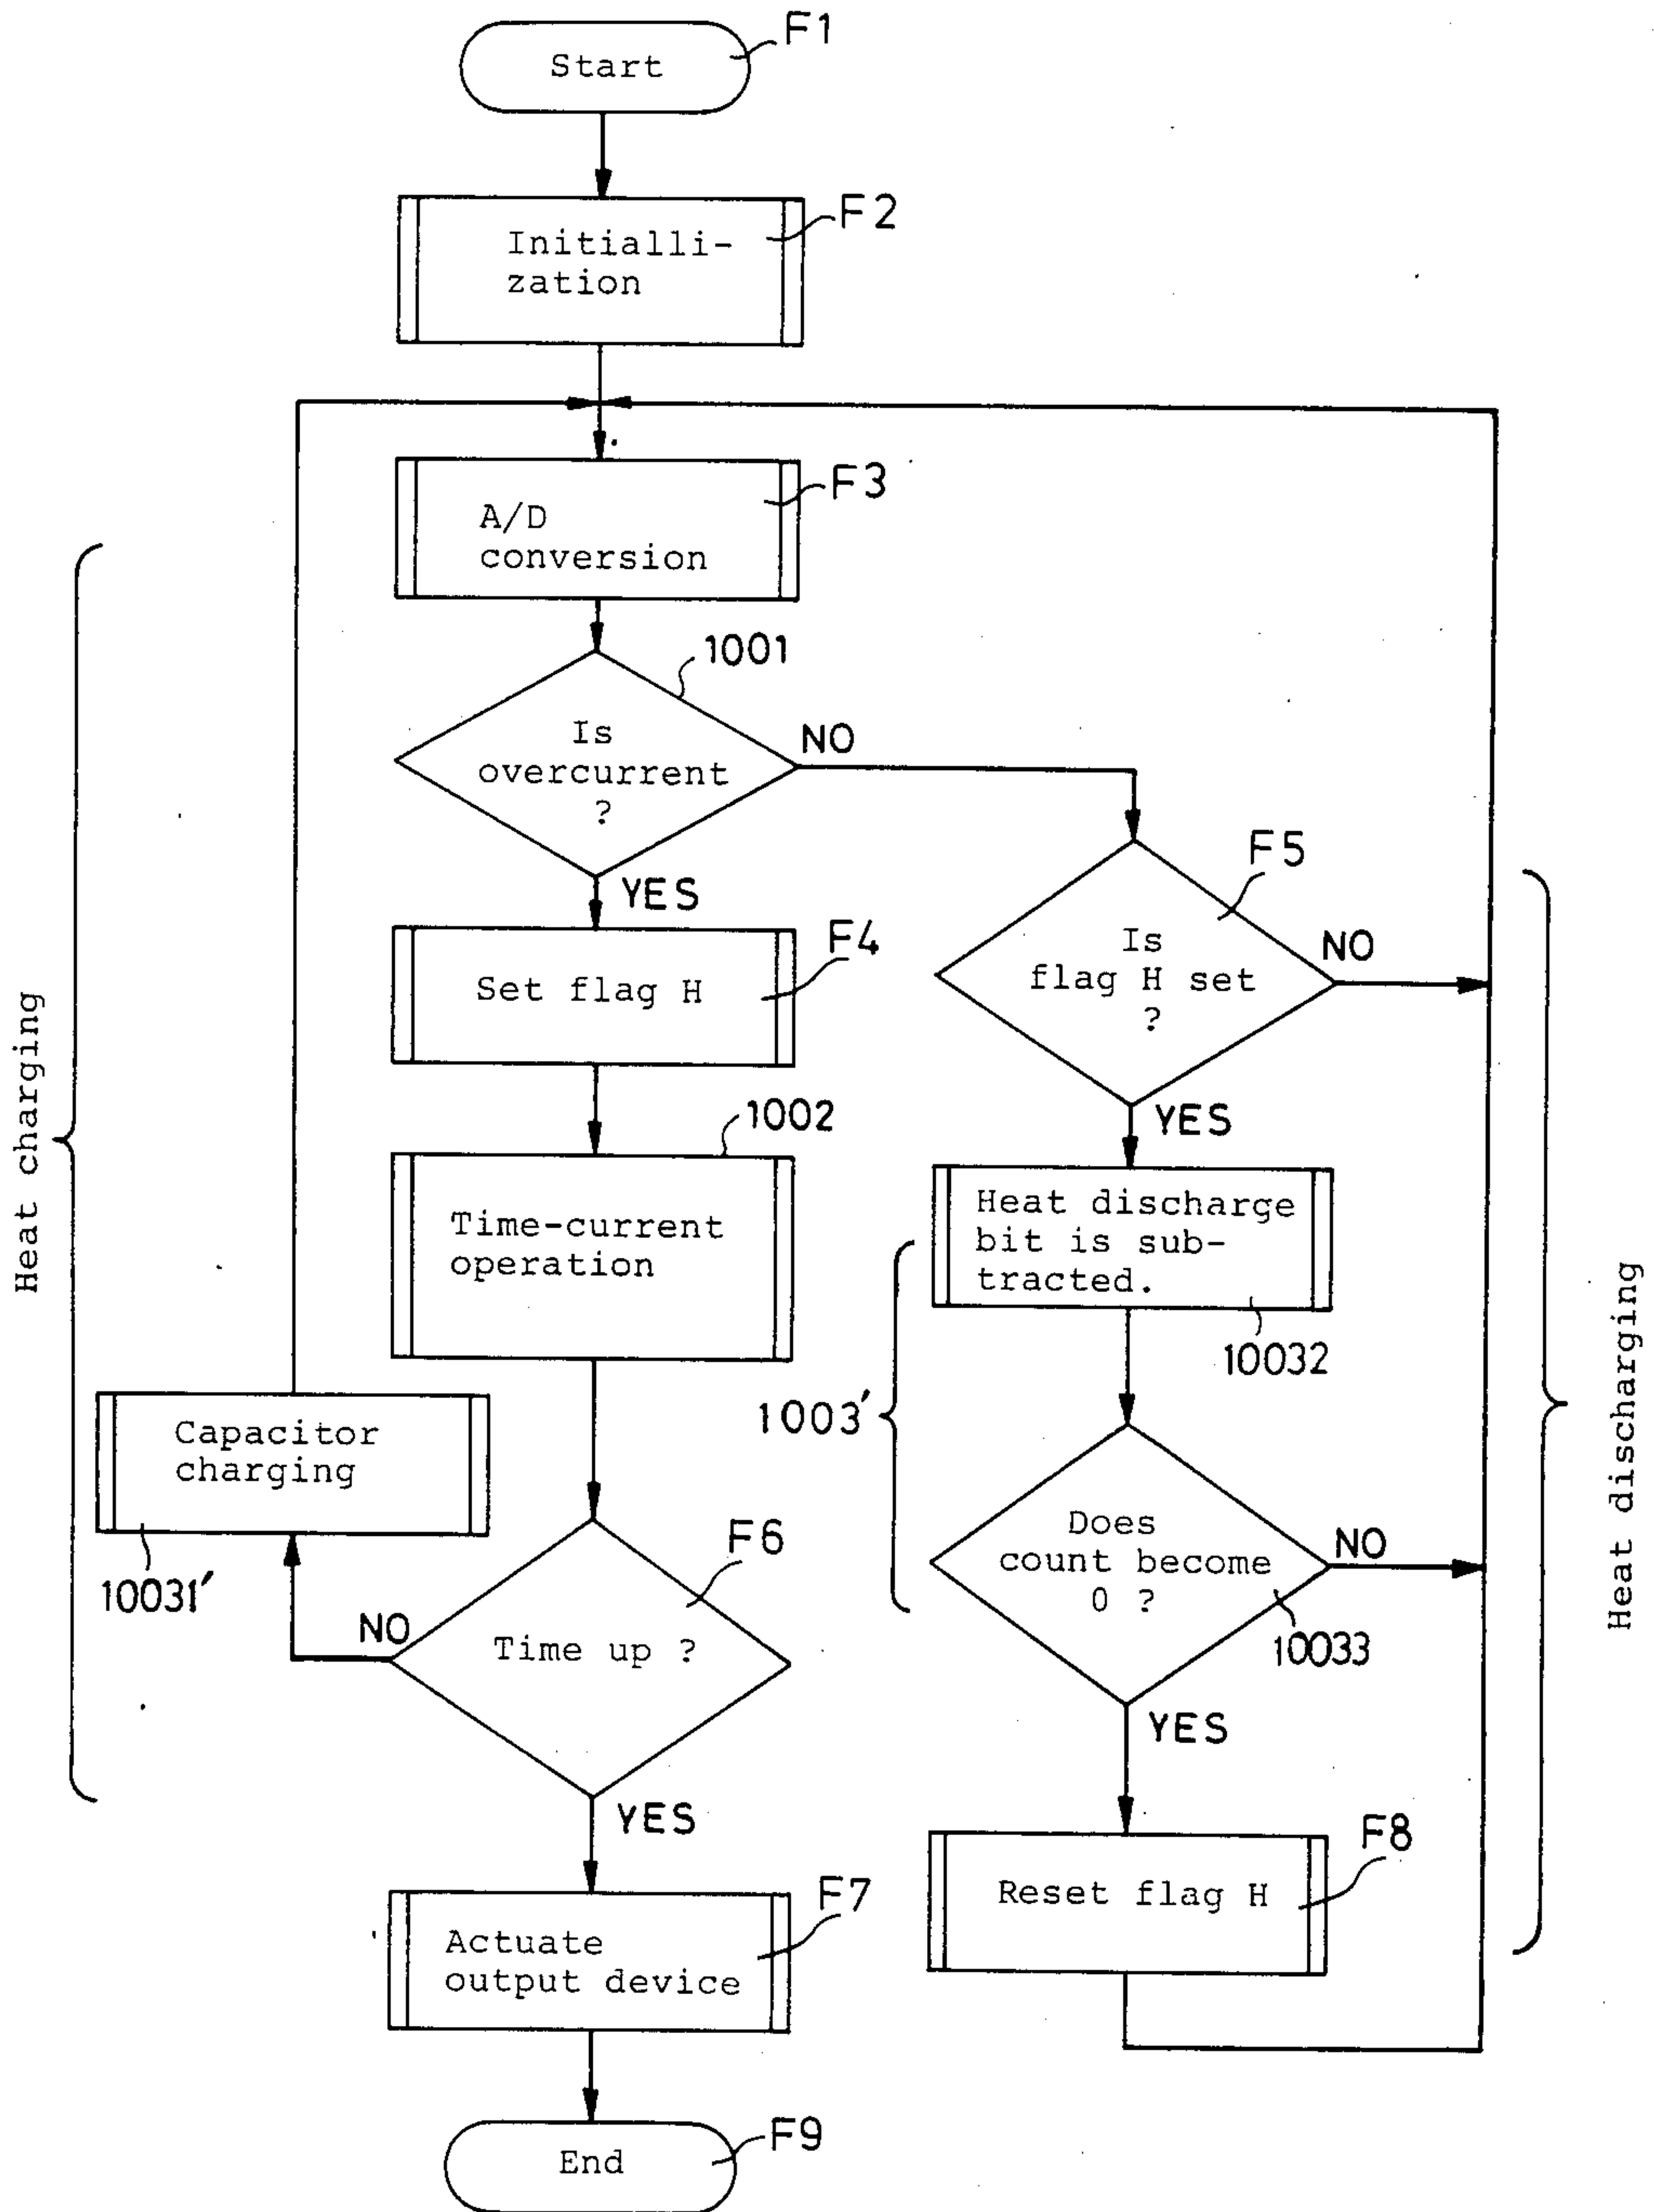 F1
Start
F2
Initialli-
zation
F3
A/D
conversion
1001
Is
overcurrent
?
NO
YES
F5
Is
flag H set
?
NO
YES
F4
Set flag H
Heat charging
1002
Time-current
operation
Heat discharge
bit is sub-
tracted.
10032
1003′
Heat discharging
Capacitor
charging
10031′
F6
Time up ?
NO
YES
Does
count become
0 ?
NO
10033
YES
F8
Reset flag H
F7
Actuate
output device
F9
End